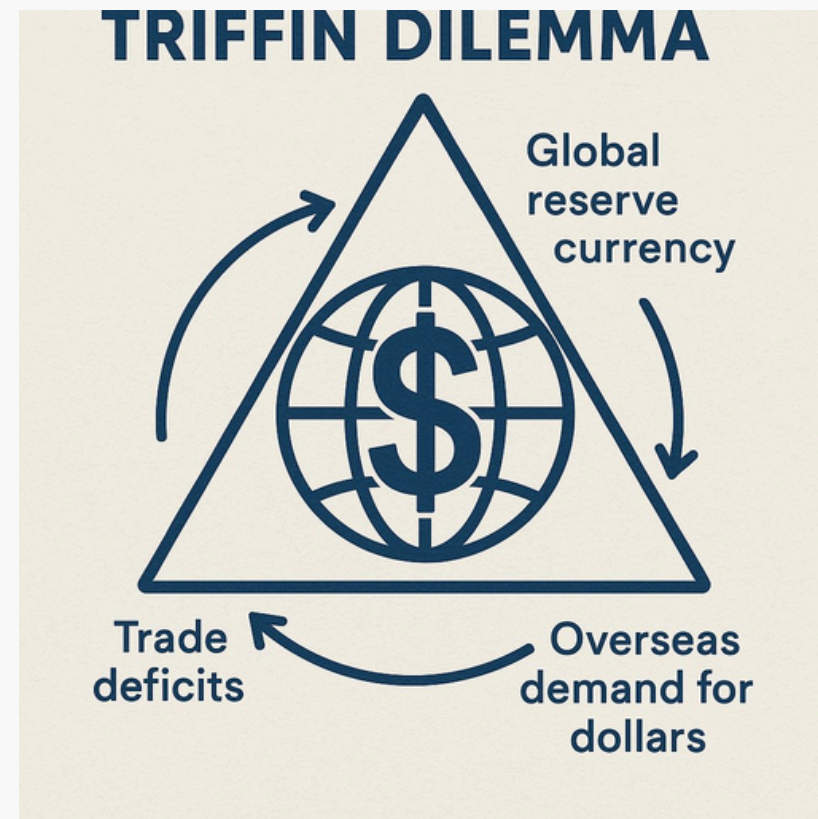 TRIFFIN DILEMMA
Global
reserve
currency
$
Trade
deficits
Overseas
demand for
dollars